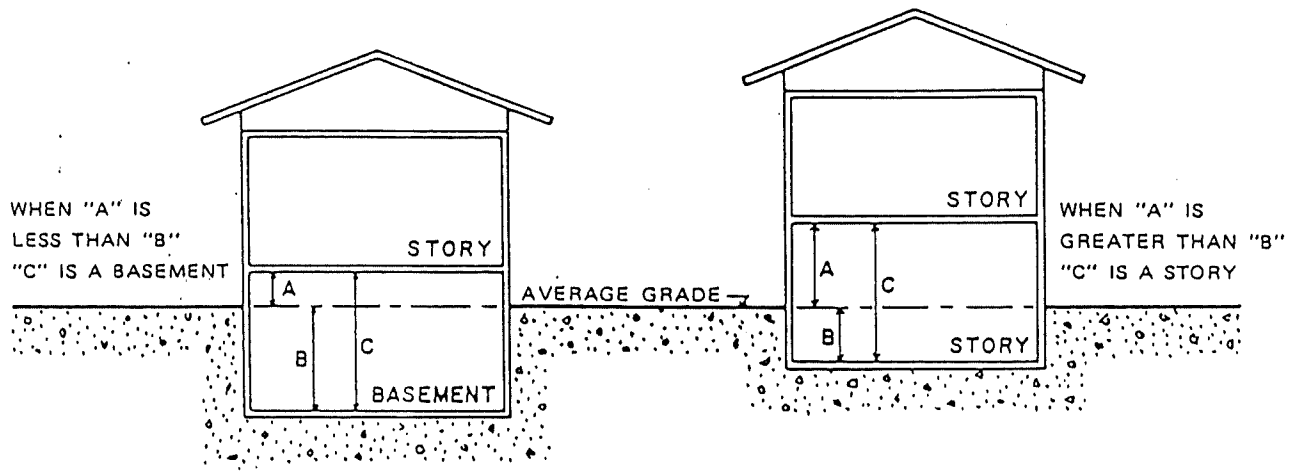 WHEN "A" IS
LESS THAN "B"
"C" IS A BASEMENT
STORY
A
B
C
BASEMENT
AVERAGE GRADE
STORY
A
C
B
STORY
WHEN "A" IS
GREATER THAN "B"
"C" IS A STORY